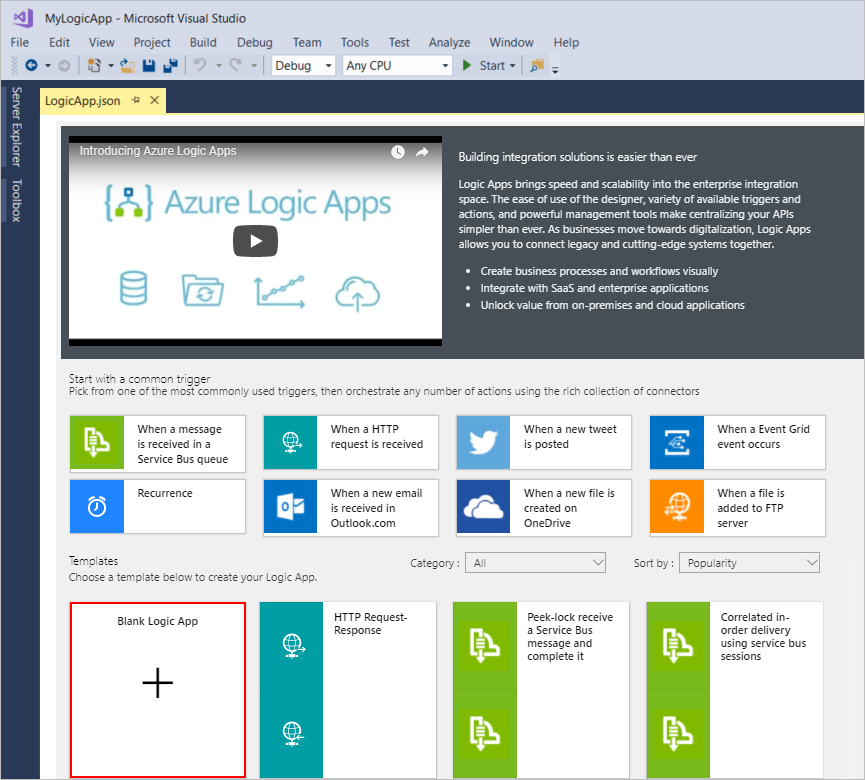 MyLogicApp - Microsoft Visual Studio
File Edit View Project Build Debug Team Tools Test Analyze Window Help
Debug Any CPU Start
Server Explorer
Toolbox
LogicApp.json
Introducing Azure Logic Apps
Azure Logic Apps
Building integration solutions is easier than ever
Logic Apps brings speed and scalability into the enterprise integration
space. The ease of use of the designer, variety of available triggers and
actions, and powerful management tools make centralizing your APIs
simpler than ever. As businesses move towards digitalization, Logic Apps
allows you to connect legacy and cutting-edge systems together.
• Create business processes and workflows visually
• Integrate with SaaS and enterprise applications
• Unlock value from on-premises and cloud applications
Start with a common trigger
Pick from one of the most commonly used triggers, then orchestrate any number of actions using the rich collection of connectors
When a message
is received in a
Service Bus queue
When a HTTP
request is received
When a new tweet
is posted
When a Event Grid
event occurs
Recurrence
When a new email
is received in
Outlook.com
When a new file is
created on
OneDrive
When a file is
added to FTP
server
Templates
Choose a template below to create your Logic App.
Category : All
Sort by : Popularity
Blank Logic App
HTTP Request-
Response
Peek-lock receive
a Service Bus
message and
complete it
Correlated in-
order delivery
using service bus
sessions